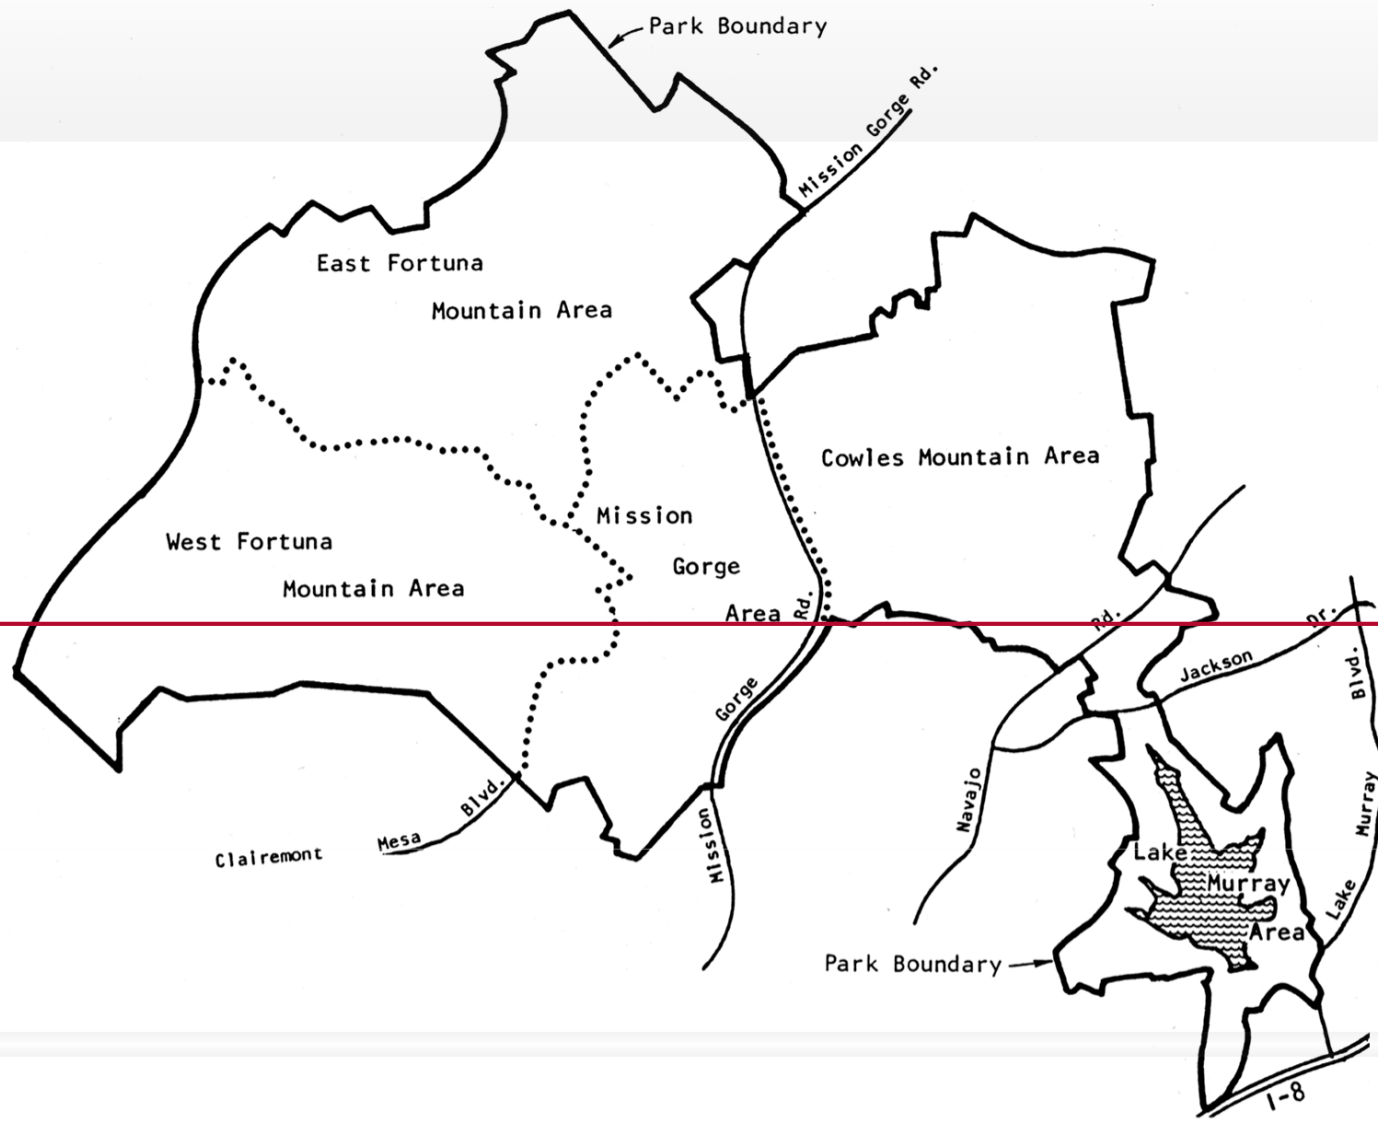 Park Boundary
Mission Gorge Rd.
East Fortuna
Mountain Area
Cowles Mountain Area
West Fortuna
Mountain Area
Mission
Gorge
Area
Rd.
Gorge
Mission
Rd.
Navajo
Jackson
Dr.
Blvd.
Murray
Lake
Clairemont
Mesa
Blvd.
Lake
Murray
Area
Park Boundary
I-8